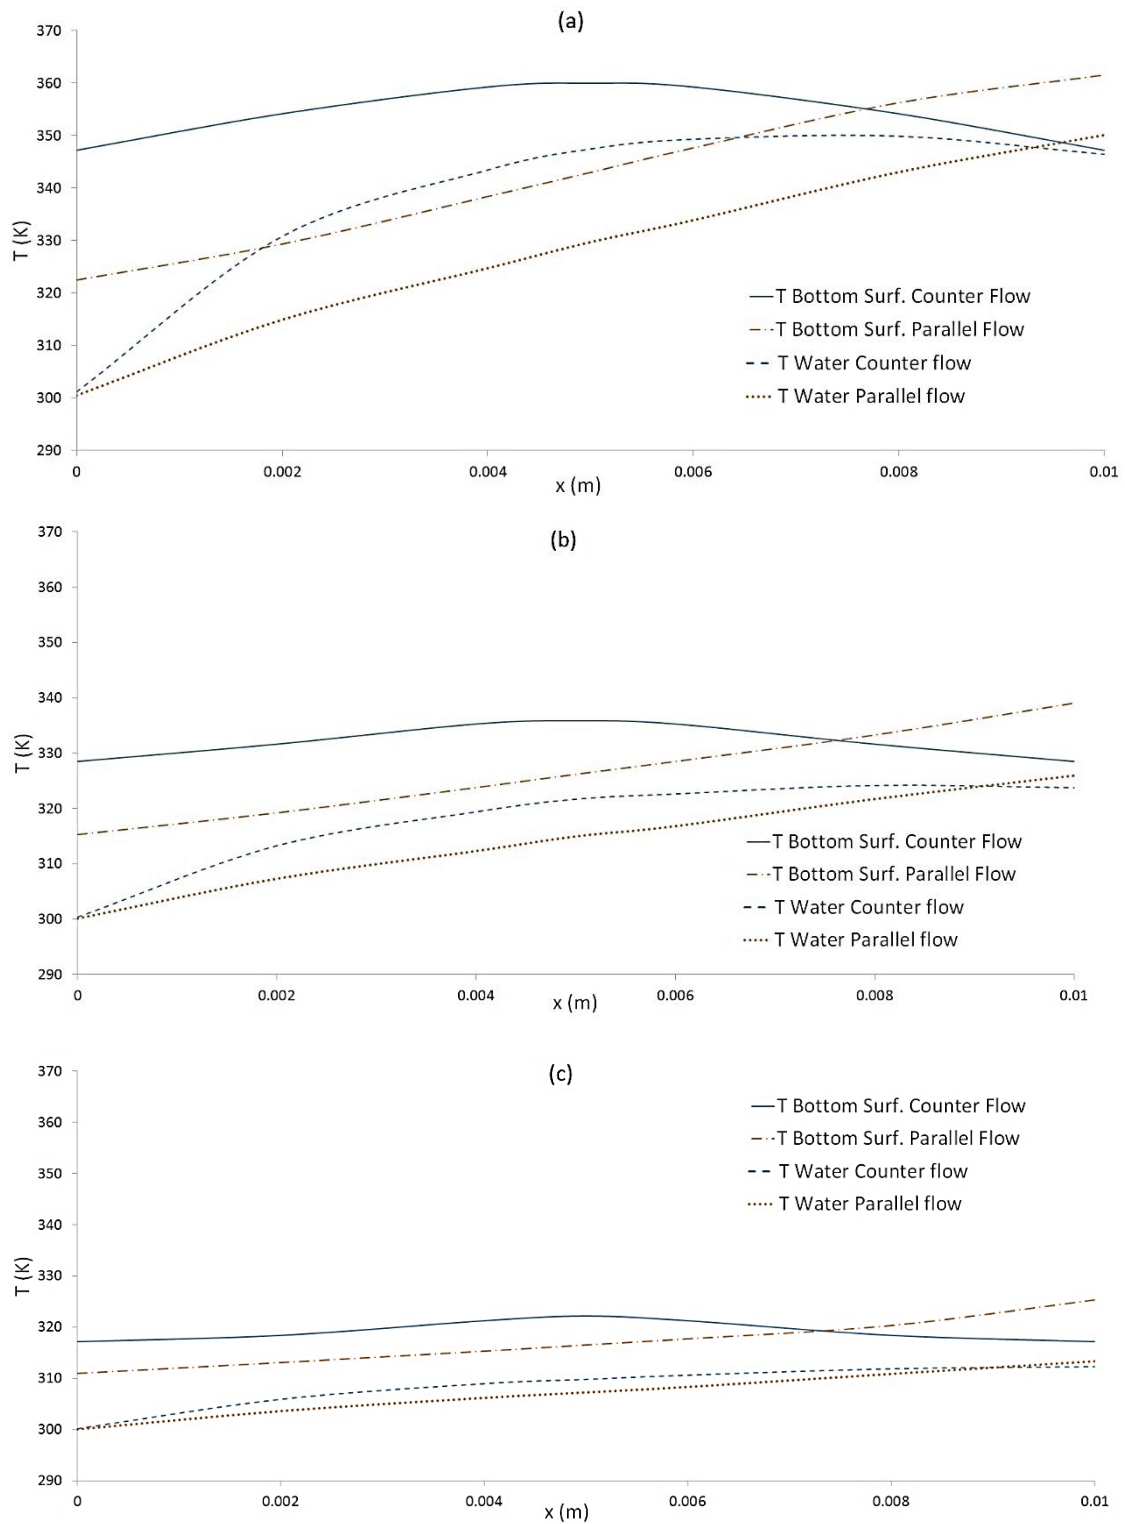 (a)
370
360
350
340
330
320
310
300
290
T (K)
T Bottom Surf. Counter Flow
T Bottom Surf. Parallel Flow
T Water Counter flow
T Water Parallel flow
0 0.002 0.004 0.006 0.008 0.01
x (m)
(b)
370
360
350
340
330
320
310
300
290
T (K)
T Bottom Surf. Counter Flow
T Bottom Surf. Parallel Flow
T Water Counter flow
T Water Parallel flow
0 0.002 0.004 0.006 0.008 0.01
x (m)
(c)
370
360
350
340
330
320
310
300
290
T (K)
T Bottom Surf. Counter Flow
T Bottom Surf. Parallel Flow
T Water Counter flow
T Water Parallel flow
0 0.002 0.004 0.006 0.008 0.01
x (m)